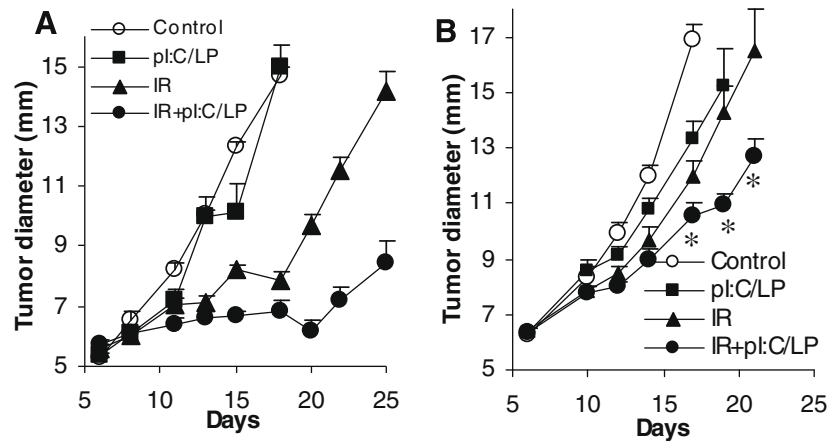 A
Control
pI:C/LP
IR
IR+pI:C/LP
Tumor diameter (mm)
15
13
11
9
7
5
5
10
15
20
25
Days
B
Tumor diameter (mm)
17
15
13
11
9
7
5
*
*
*
Control
pI:C/LP
IR
IR+pI:C/LP
5
10
15
20
25
Days